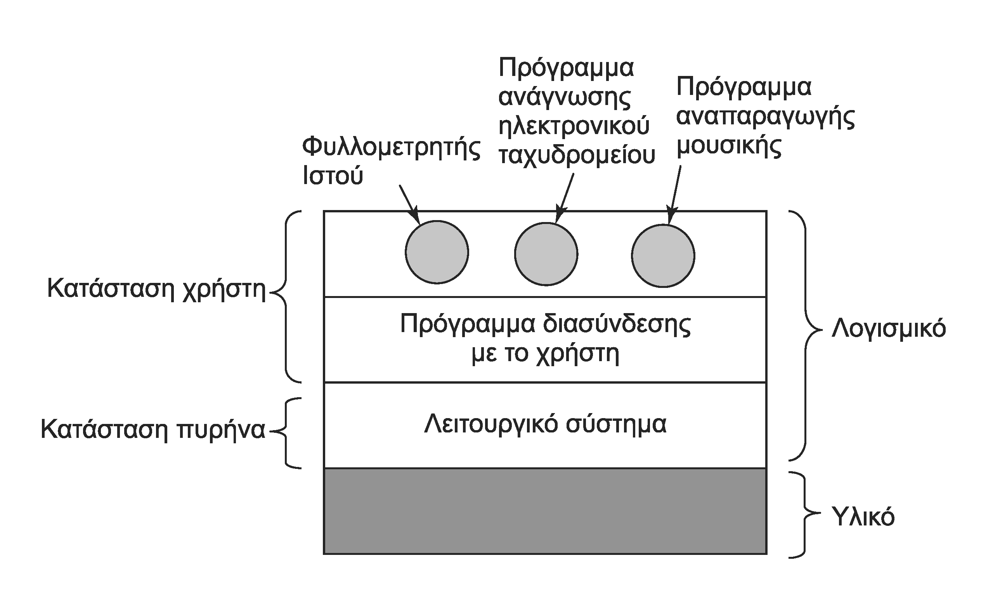 Πρόγραμμα
ανάγνωσης
ηλεκτρονικού
ταχυδρομείου
Πρόγραμμα
αναπαραγωγής
μουσικής
Φυλλομετρητής
Ιστού
Κατάσταση χρήστη
Πρόγραμμα διασύνδεσης
με το χρήστη
Λογισμικό
Κατάσταση πυρήνα
Λειτουργικό σύστημα
Υλικό